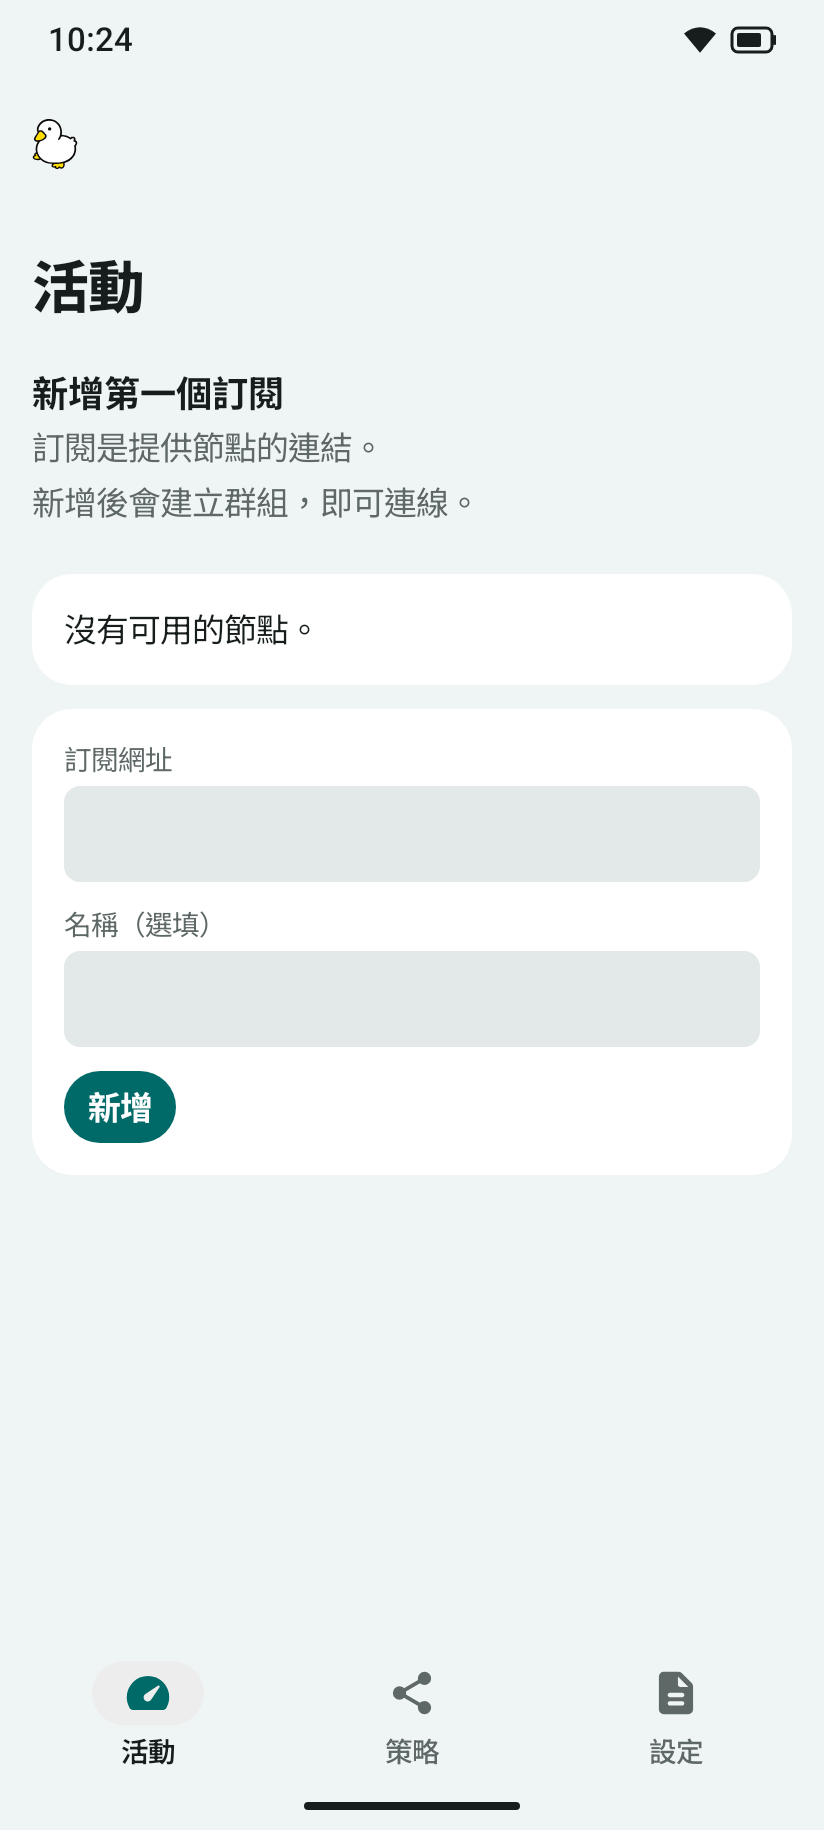 10:24
活動
新增第一個訂閱
訂閱是提供節點的連結。
新增後會建立群組，即可連線。
沒有可用的節點。
訂閱網址
名稱（選填）
新增
活動
策略
設定